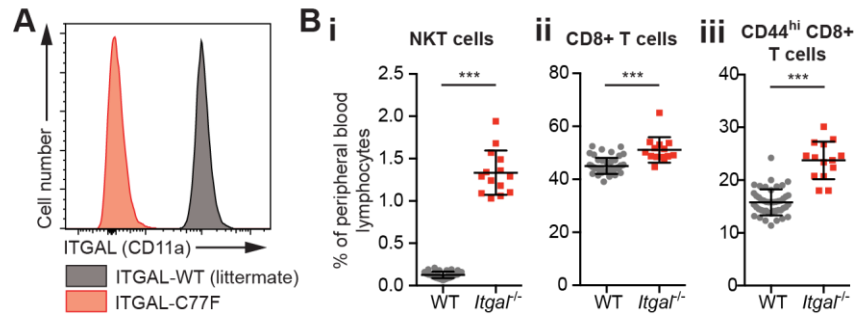 A
Cell number
ITGAL (CD11a)
ITGAL-WT (littermate)
ITGAL-C77F
B
i
NKT cells
***
% of peripheral blood
lymphocytes
2.5
2.0
1.5
1.0
0.5
0.0
WT
Itgal-/-
ii
CD8+ T cells
***
80
60
40
20
0
WT
Itgal-/-
iii
CD44hi CD8+
T cells
***
40
30
20
10
0
WT
Itgal-/-